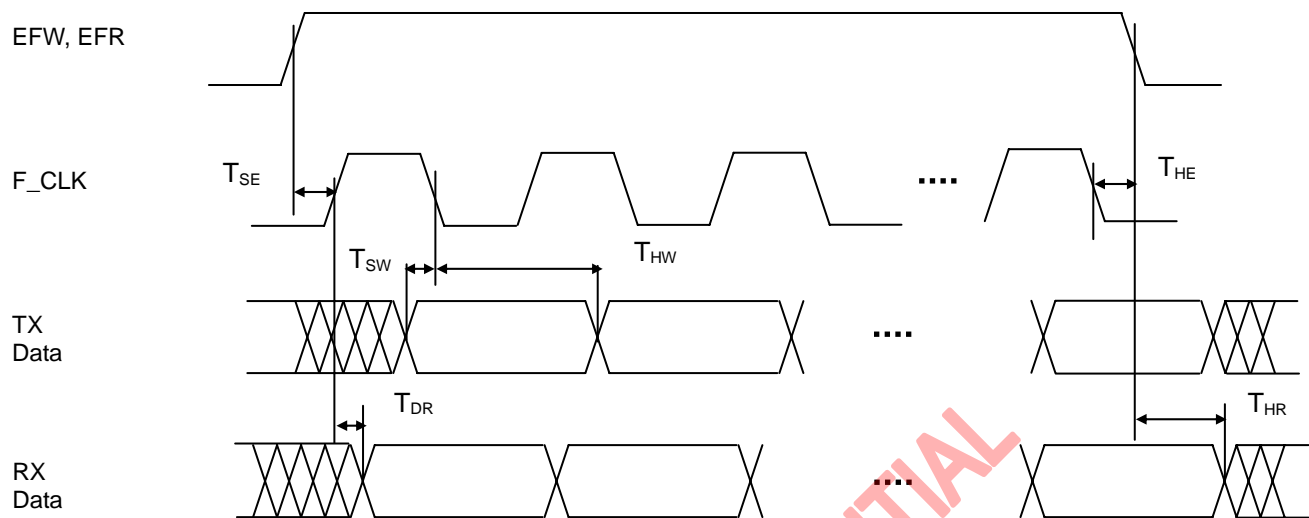 EFW, EFR
F_CLK
TSE
THE
TSW
THW
TX
Data
TDR
THR
RX
Data